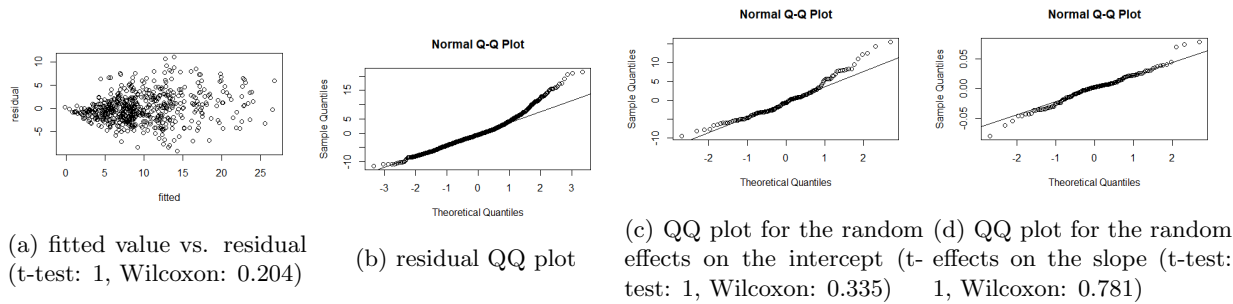 residual
10
5
0
-5
0 5 10 15 20 25
fitted
(a) fitted value vs. residual
(t-test: 1, Wilcoxon: 0.204)
Normal Q-Q Plot
Sample Quantiles
15
5
0
-10
-3 -2 -1 0 1 2 3
Theoretical Quantiles
(b) residual QQ plot
Normal Q-Q Plot
Sample Quantiles
10
5
0
-10
-2 -1 0 1 2
Theoretical Quantiles
(c) QQ plot for the random
effects on the intercept (t-
test: 1, Wilcoxon: 0.335)
Normal Q-Q Plot
Sample Quantiles
0.05
0.00
-0.05
-2 -1 0 1 2
Theoretical Quantiles
(d) QQ plot for the random
effects on the slope (t-test:
1, Wilcoxon: 0.781)